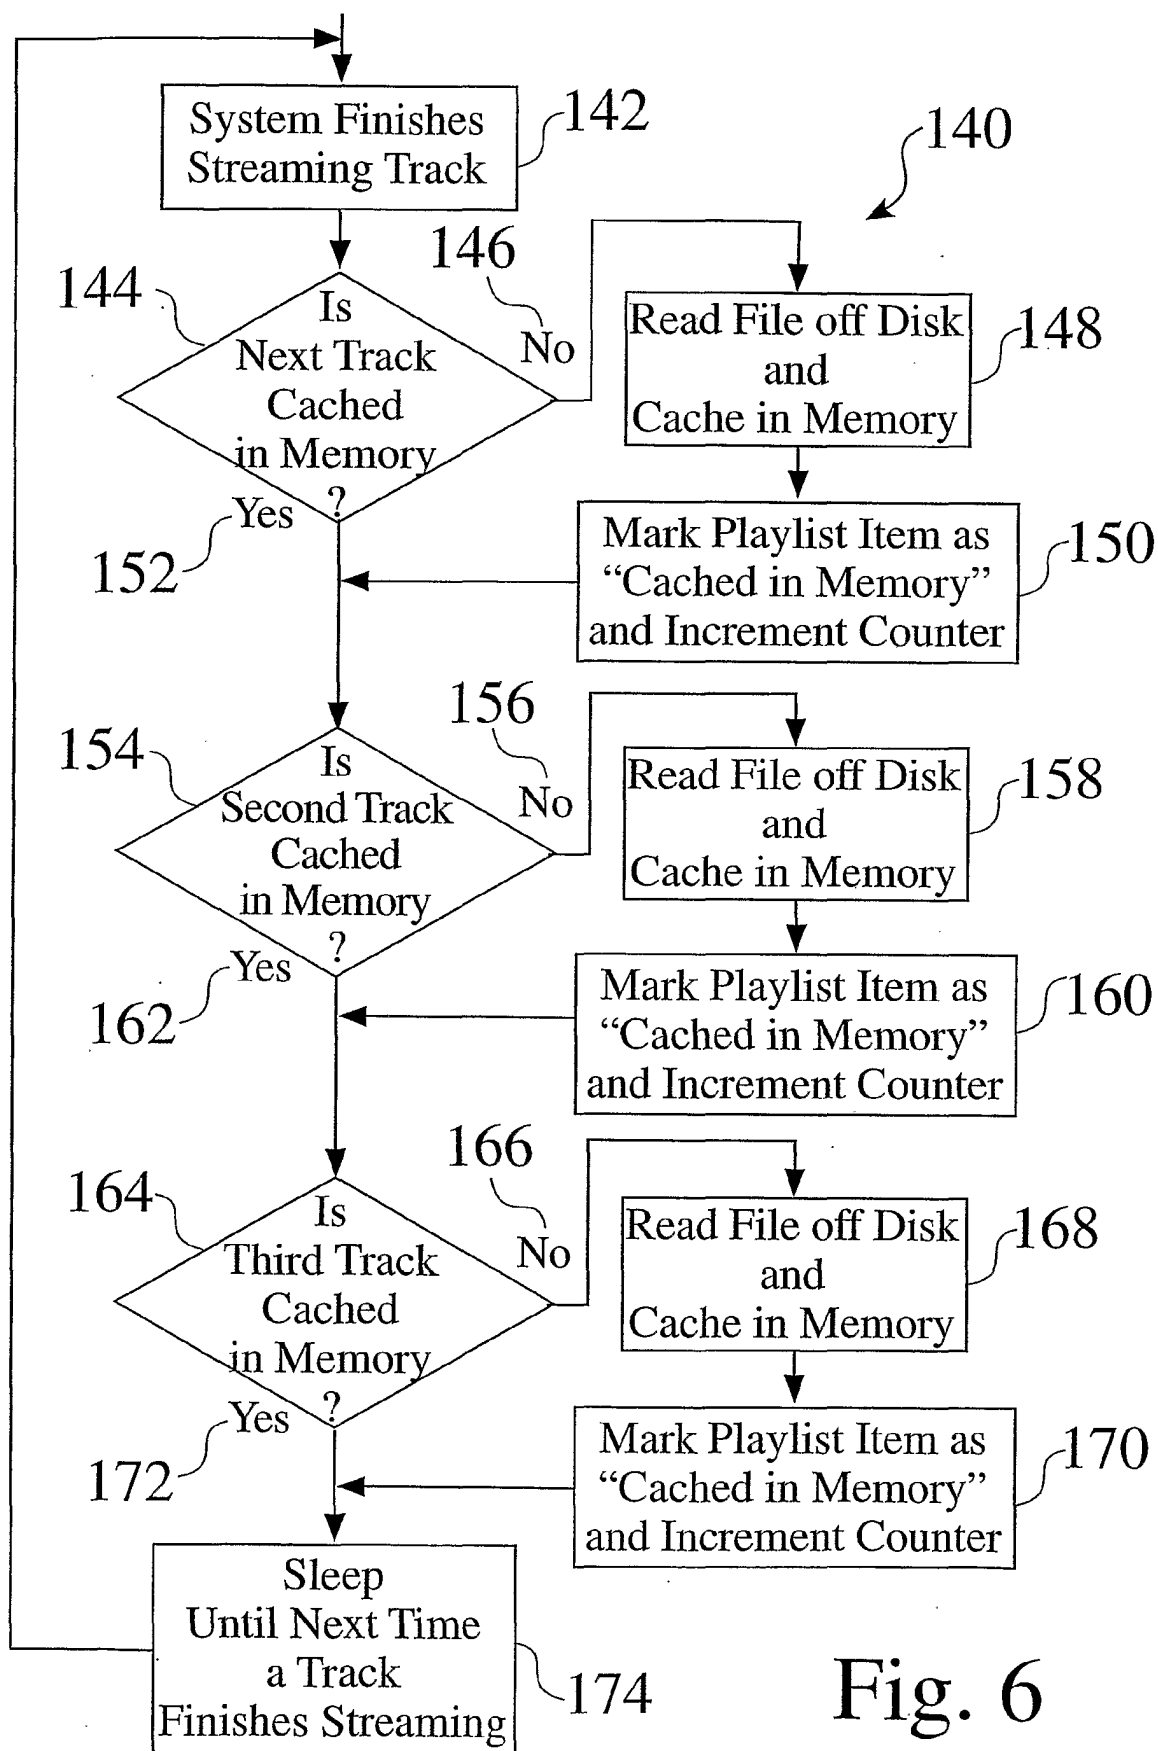 System Finishes
Streaming Track
142
140
144
146
Is
Next Track
Cached
in Memory
?
No
Read File off Disk
and
Cache in Memory
148
Yes
152
Mark Playlist Item as
“Cached in Memory”
and Increment Counter
150
154
156
Is
Second Track
Cached
in Memory
?
No
Read File off Disk
and
Cache in Memory
158
Yes
162
Mark Playlist Item as
“Cached in Memory”
and Increment Counter
160
164
166
Is
Third Track
Cached
in Memory
?
No
Read File off Disk
and
Cache in Memory
168
Yes
172
Mark Playlist Item as
“Cached in Memory”
and Increment Counter
170
Sleep
Until Next Time
a Track
Finishes Streaming
174
Fig. 6